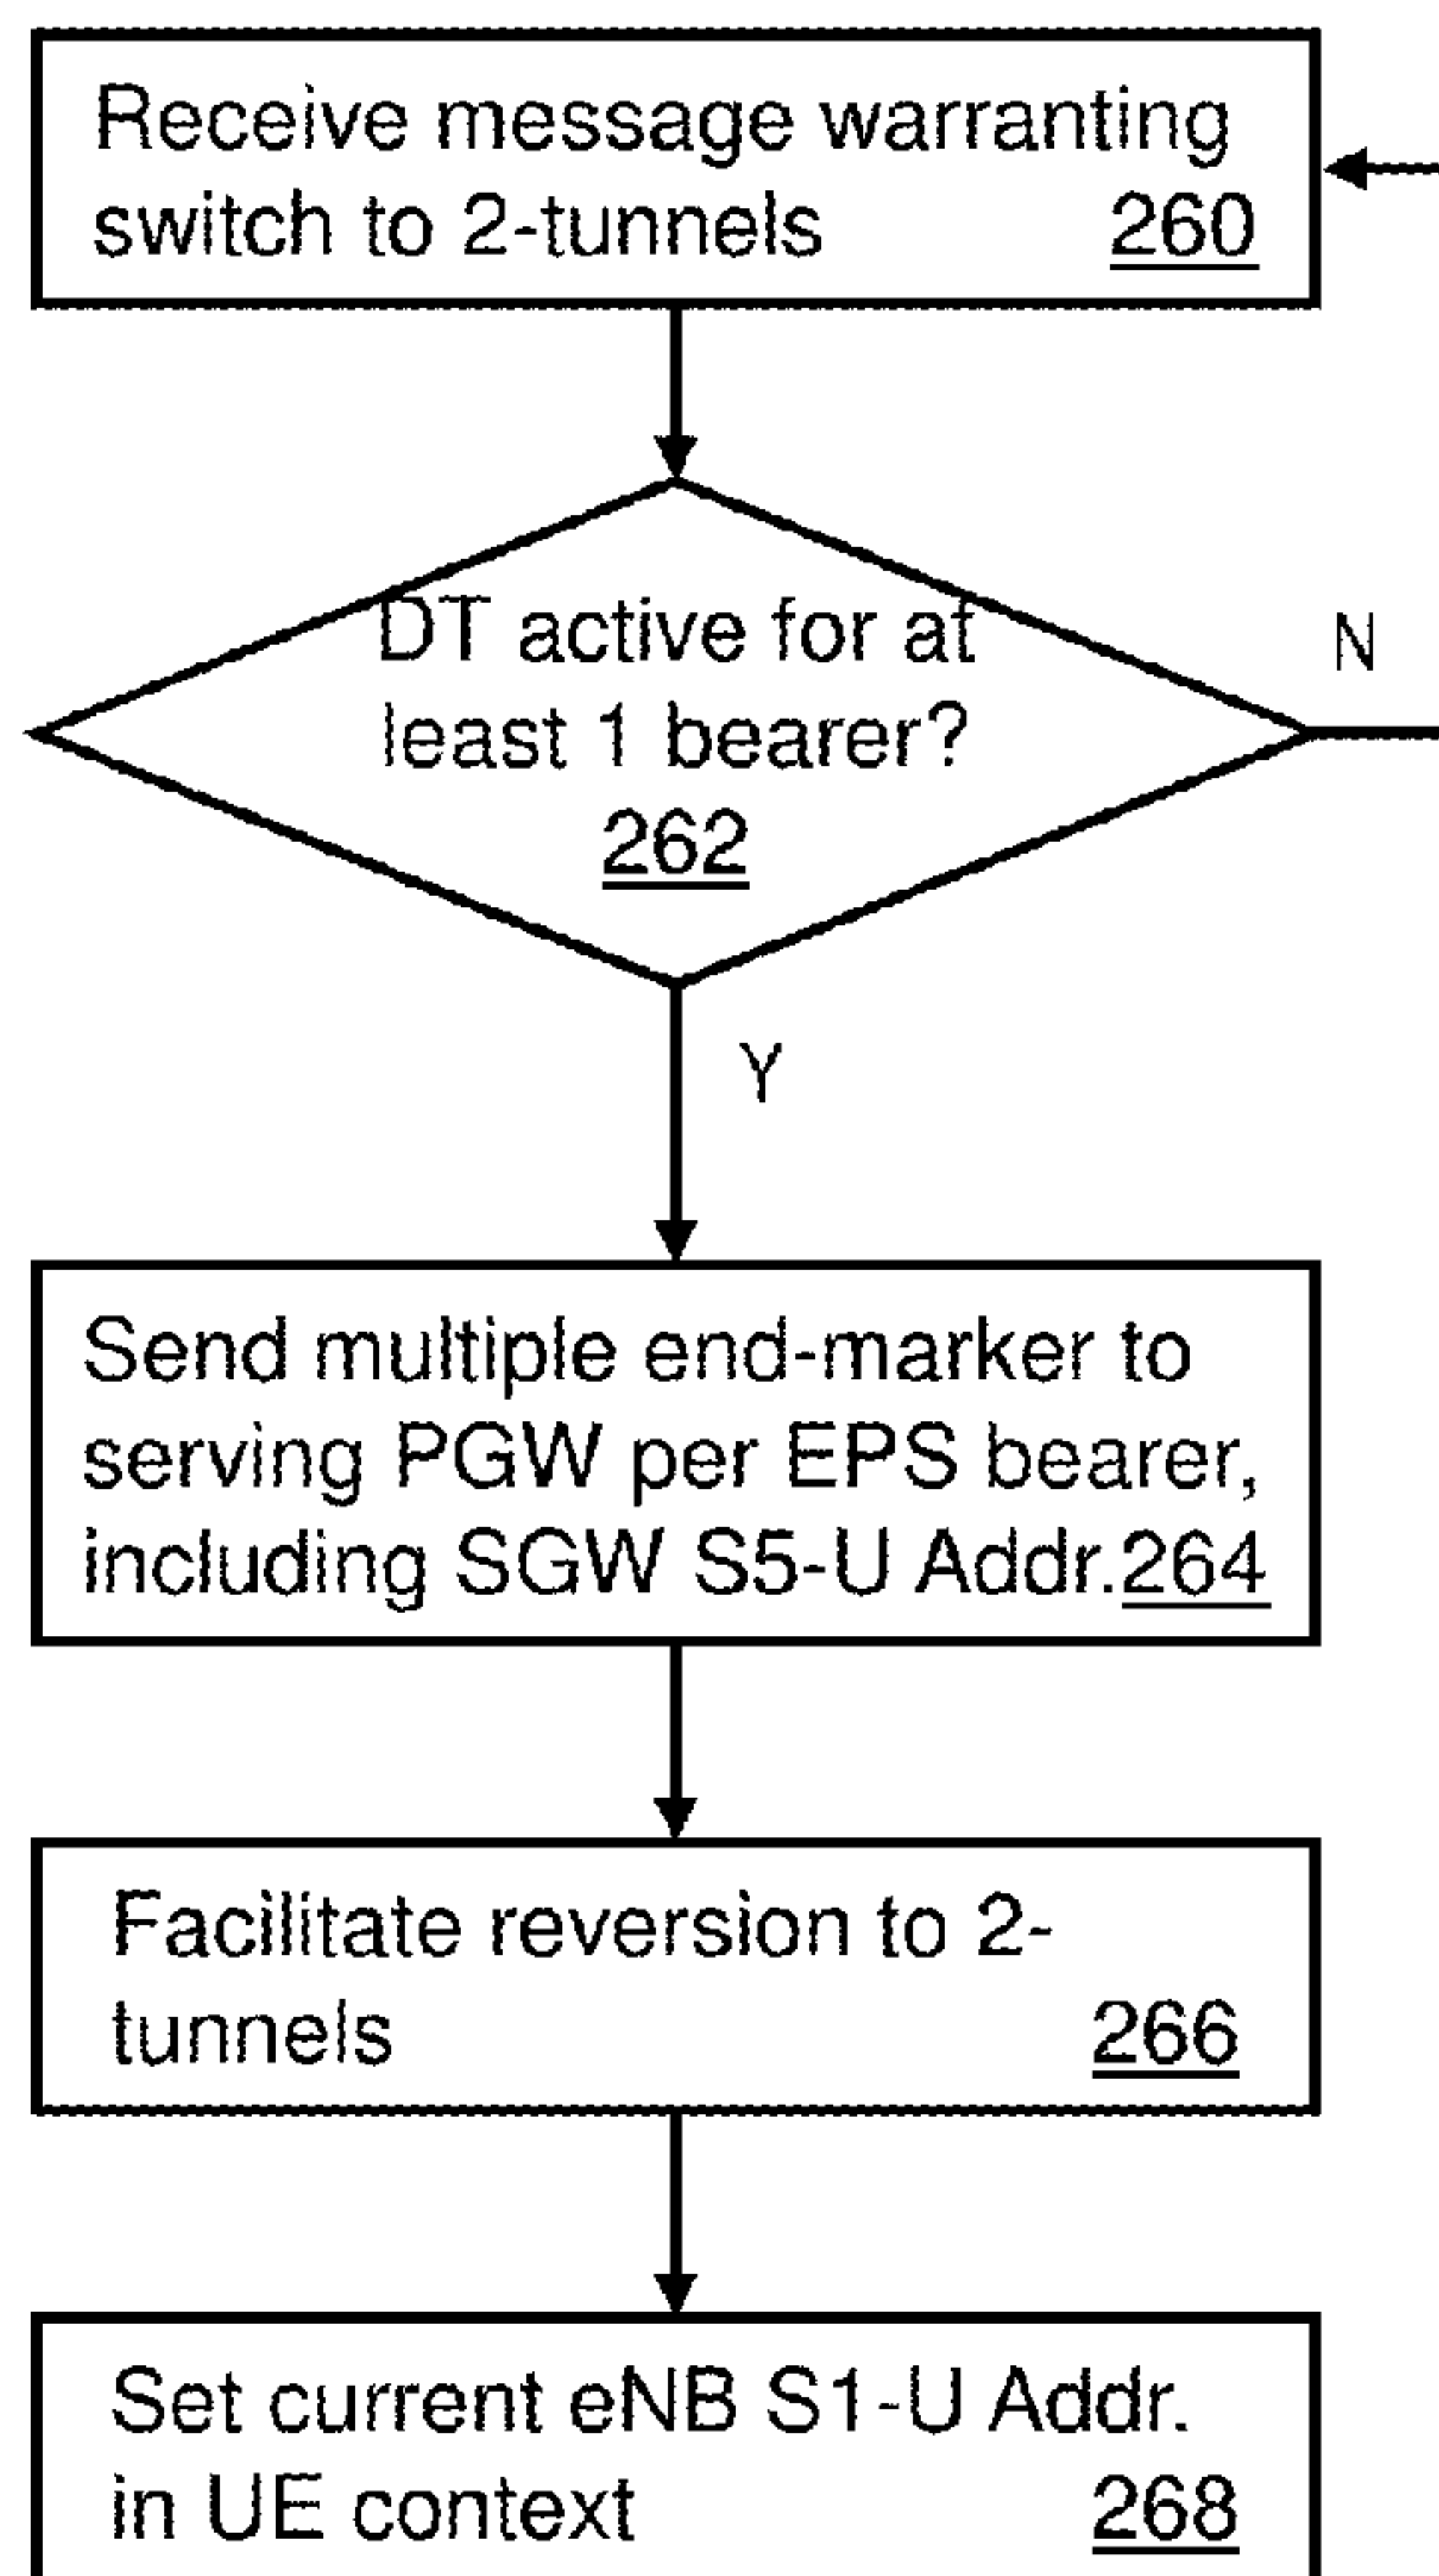 Receive message warranting
switch to 2-tunnels 260
DT active for at
least 1 bearer?
262
N
Y
Send multiple end-marker to
serving PGW per EPS bearer,
including SGW S5-U Addr.264
Facilitate reversion to 2-
tunnels 266
Set current eNB S1-U Addr.
in UE context 268